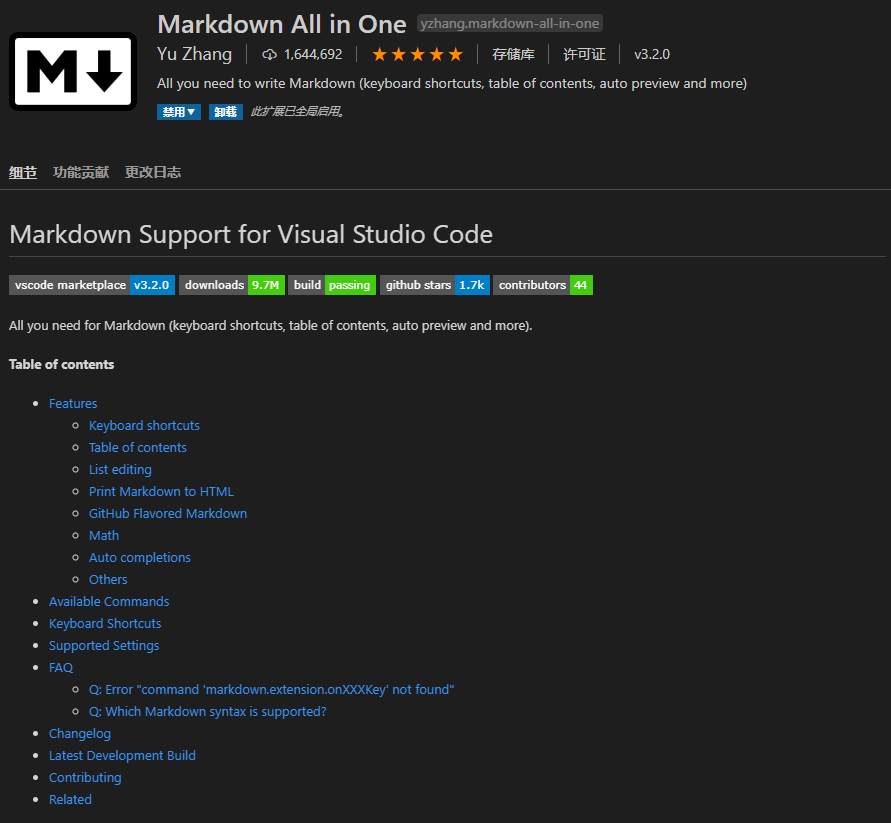 Markdown All in One yzhang.markdown-all-in-one
Yu Zhang 1,644,692 存储库 许可证 v3.2.0
All you need to write Markdown (keyboard shortcuts, table of contents, auto preview and more)
禁用 卸载 此扩展已全局启用。
细节 功能贡献 更改日志
Markdown Support for Visual Studio Code
vscode marketplace v3.2.0 downloads 9.7M build passing github stars 1.7k contributors 44
All you need for Markdown (keyboard shortcuts, table of contents, auto preview and more).
Table of contents
Features
Keyboard shortcuts
Table of contents
List editing
Print Markdown to HTML
GitHub Flavored Markdown
Math
Auto completions
Others
Available Commands
Keyboard Shortcuts
Supported Settings
FAQ
Q: Error "command 'markdown.extension.onXXXKey' not found"
Q: Which Markdown syntax is supported?
Changelog
Latest Development Build
Contributing
Related